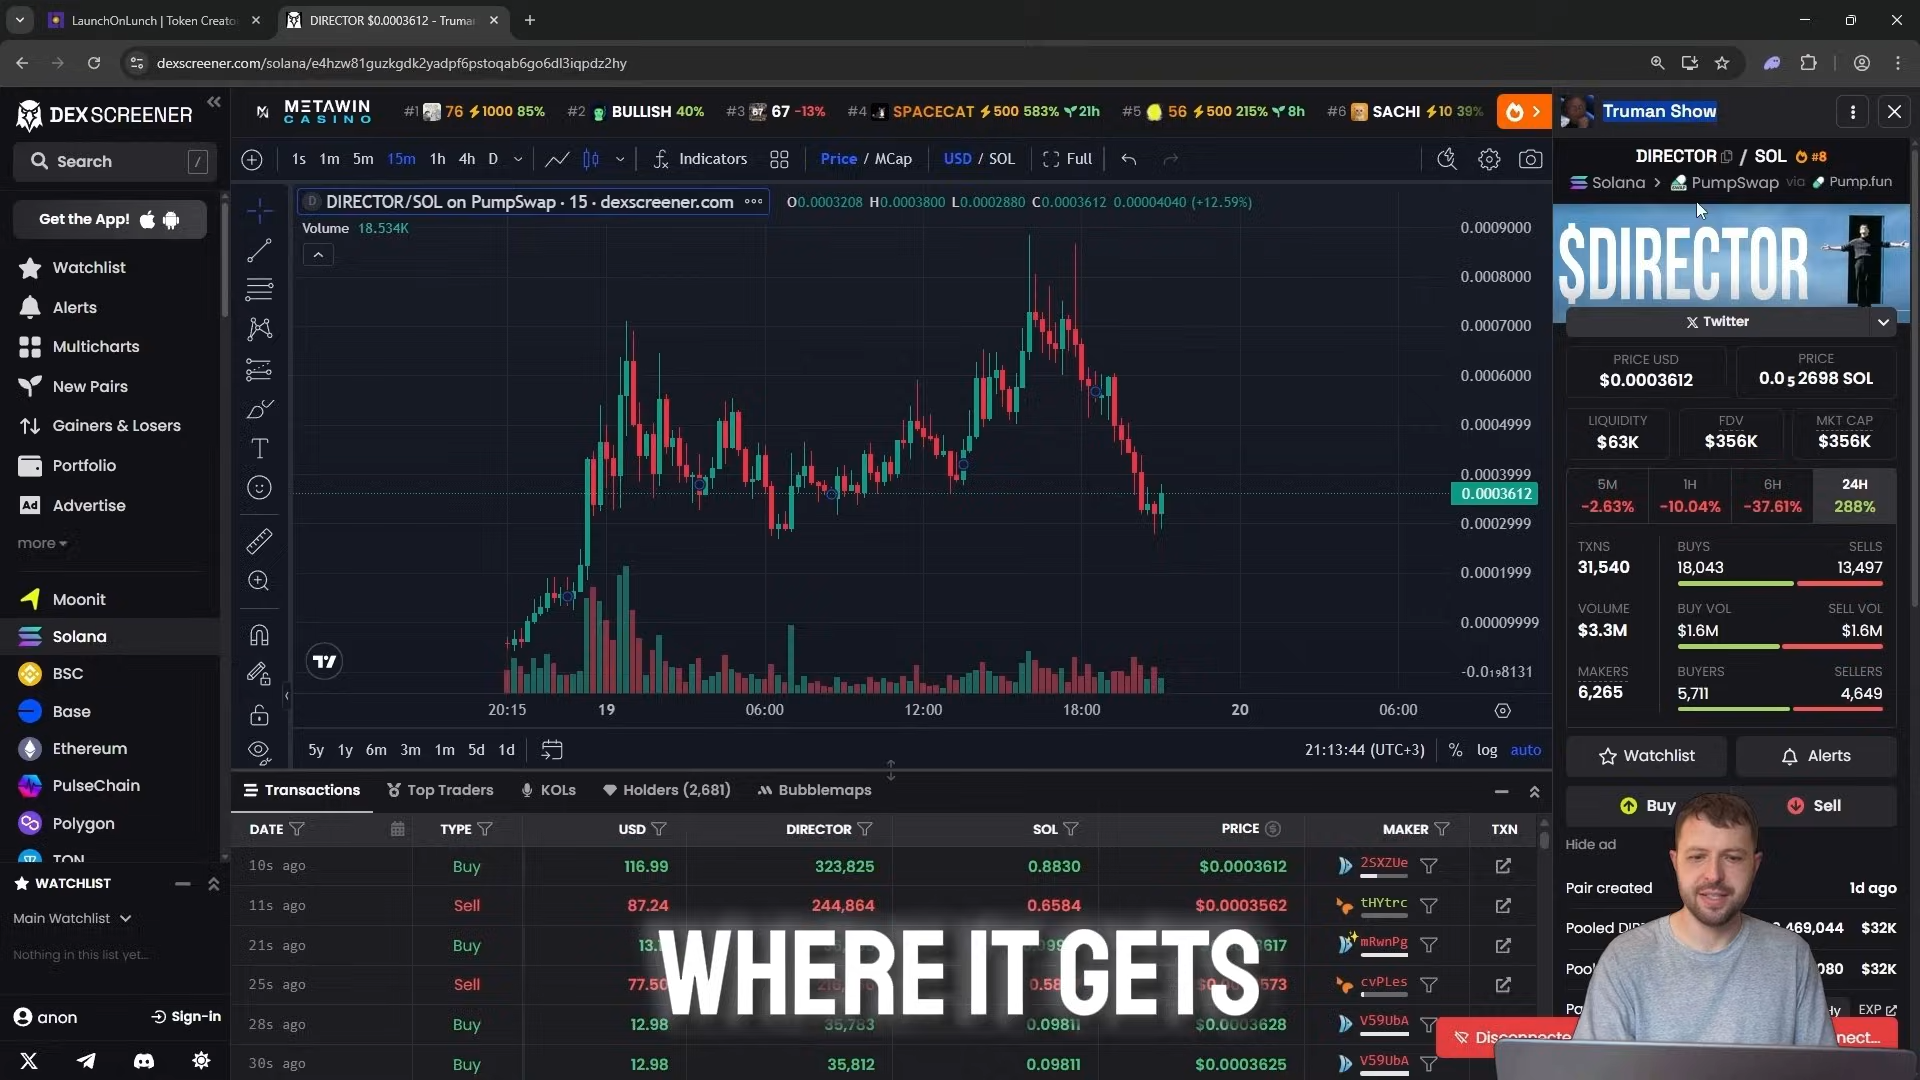 LaunchOnLunch | Token Creato
DIRECTOR $0.0003612 - Truma
dexscreener.com/solana/e4hzw81guzkgdk2yadpf6pstoqab6go6dl3iqpdz2hy
DEXSCREENER
METAWIN CASINO
#1 76 ⚡1000 85%
#2 BULLISH 40%
#3 67 -13%
#4 SPACECAT ⚡500 583% 21h
#5 56 ⚡500 215% 8h
#6 SACHI ⚡10 39%
Truman Show
Search /
Get the App!
Watchlist
Alerts
Multicharts
New Pairs
Gainers & Losers
Portfolio
Ad Advertise
more
Moonit
Solana
BSC
Base
Ethereum
PulseChain
Polygon
TON
WATCHLIST
Main Watchlist
Nothing in this list yet...
anon Sign-in
1s 1m 5m 15m 1h 4h D Indicators Price / MCap USD / SOL Full
DIRECTOR/SOL on PumpSwap · 15 · dexscreener.com
O0.0003208 H0.0003800 L0.0002880 C0.0003612 0.00004040 (+12.59%)
Volume 18.534K
0.0009000
0.0008000
0.0007000
0.0006000
0.0004999
0.0003999
0.0003612
0.0002999
0.0001999
0.00009999
-0.0₁₉8131
20:15 19 06:00 12:00 18:00 20 06:00
5y 1y 6m 3m 1m 5d 1d
21:13:44 (UTC+3) % log auto
Transactions Top Traders KOLs Holders (2,681) Bubblemaps
DATE TYPE USD DIRECTOR SOL PRICE MAKER TXN
10s ago Buy 116.99 323,825 0.8830 $0.0003612 2SXZUe
11s ago Sell 87.24 244,864 0.6584 $0.0003562 tHYtrc
21s ago Buy mRwnPg
25s ago Sell 77.50 cvPLes
28s ago Buy 12.98 35,783 0.09811 $0.0003628 V59UbA
30s ago Buy 12.98 35,812 0.09811 $0.0003625 V59UbA
WHERE IT GETS
DIRECTOR / SOL #8
Solana > PumpSwap via Pump.fun
$DIRECTOR
Twitter
PRICE USD
$0.0003612
PRICE
0.0₅2698 SOL
LIQUIDITY
$63K
FDV
$356K
MKT CAP
$356K
5M
-2.63%
1H
-10.04%
6H
-37.61%
24H
288%
TXNS
31,540
BUYS
18,043
SELLS
13,497
VOLUME
$3.3M
BUY VOL
$1.6M
SELL VOL
$1.6M
MAKERS
6,265
BUYERS
5,711
SELLERS
4,649
Watchlist
Alerts
Buy
Sell
Hide ad
Pair created 1d ago
Pooled 469,044 $32K
080 $32K
EXP